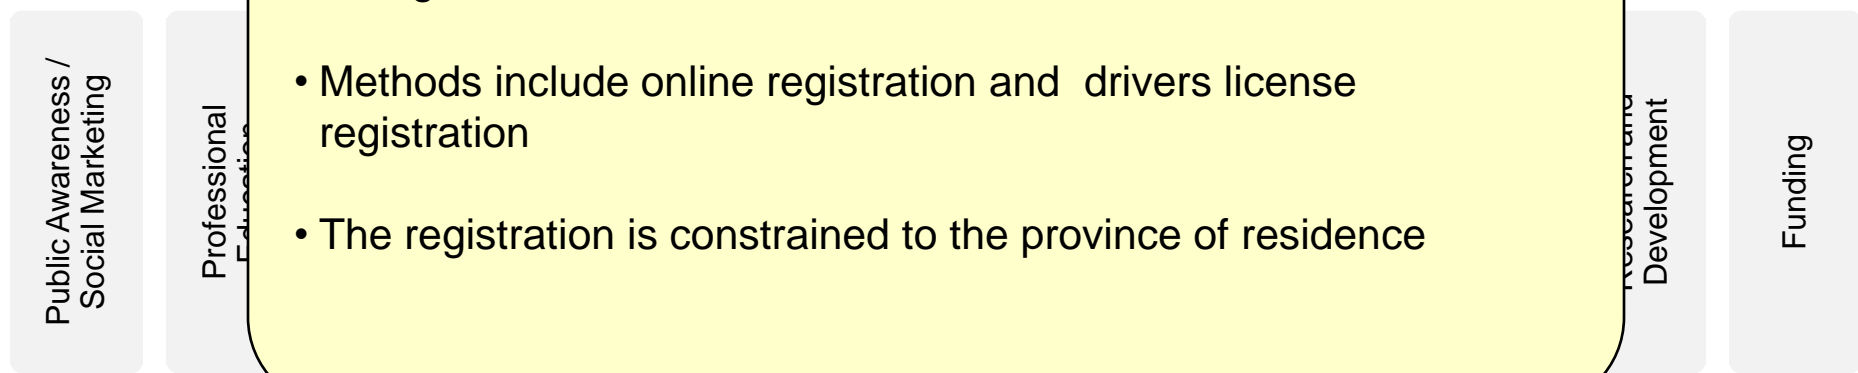 Public Awareness /
Social Marketing
Professional
• Methods include online registration and  drivers license
registration
• The registration is constrained to the province of residence
Development
Funding